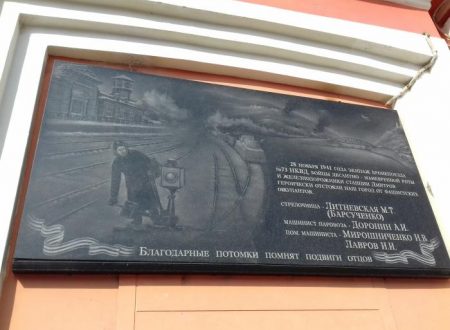 28 ноября 1941 года экипаж бронепоезда
№73 НКВД, воины десантно - маневренной роты
и железнодорожники станции Дмитров
героически отстояли наш город от фашистских
оккупантов.
стрелочница - Литневская М.Т.
(Барсученко)
машинист паровоза - Доронин А.И.
пом. машиниста - Мирошниченко И.В.
Лавров И.И.
Благодарные потомки помнят подвиги отцов